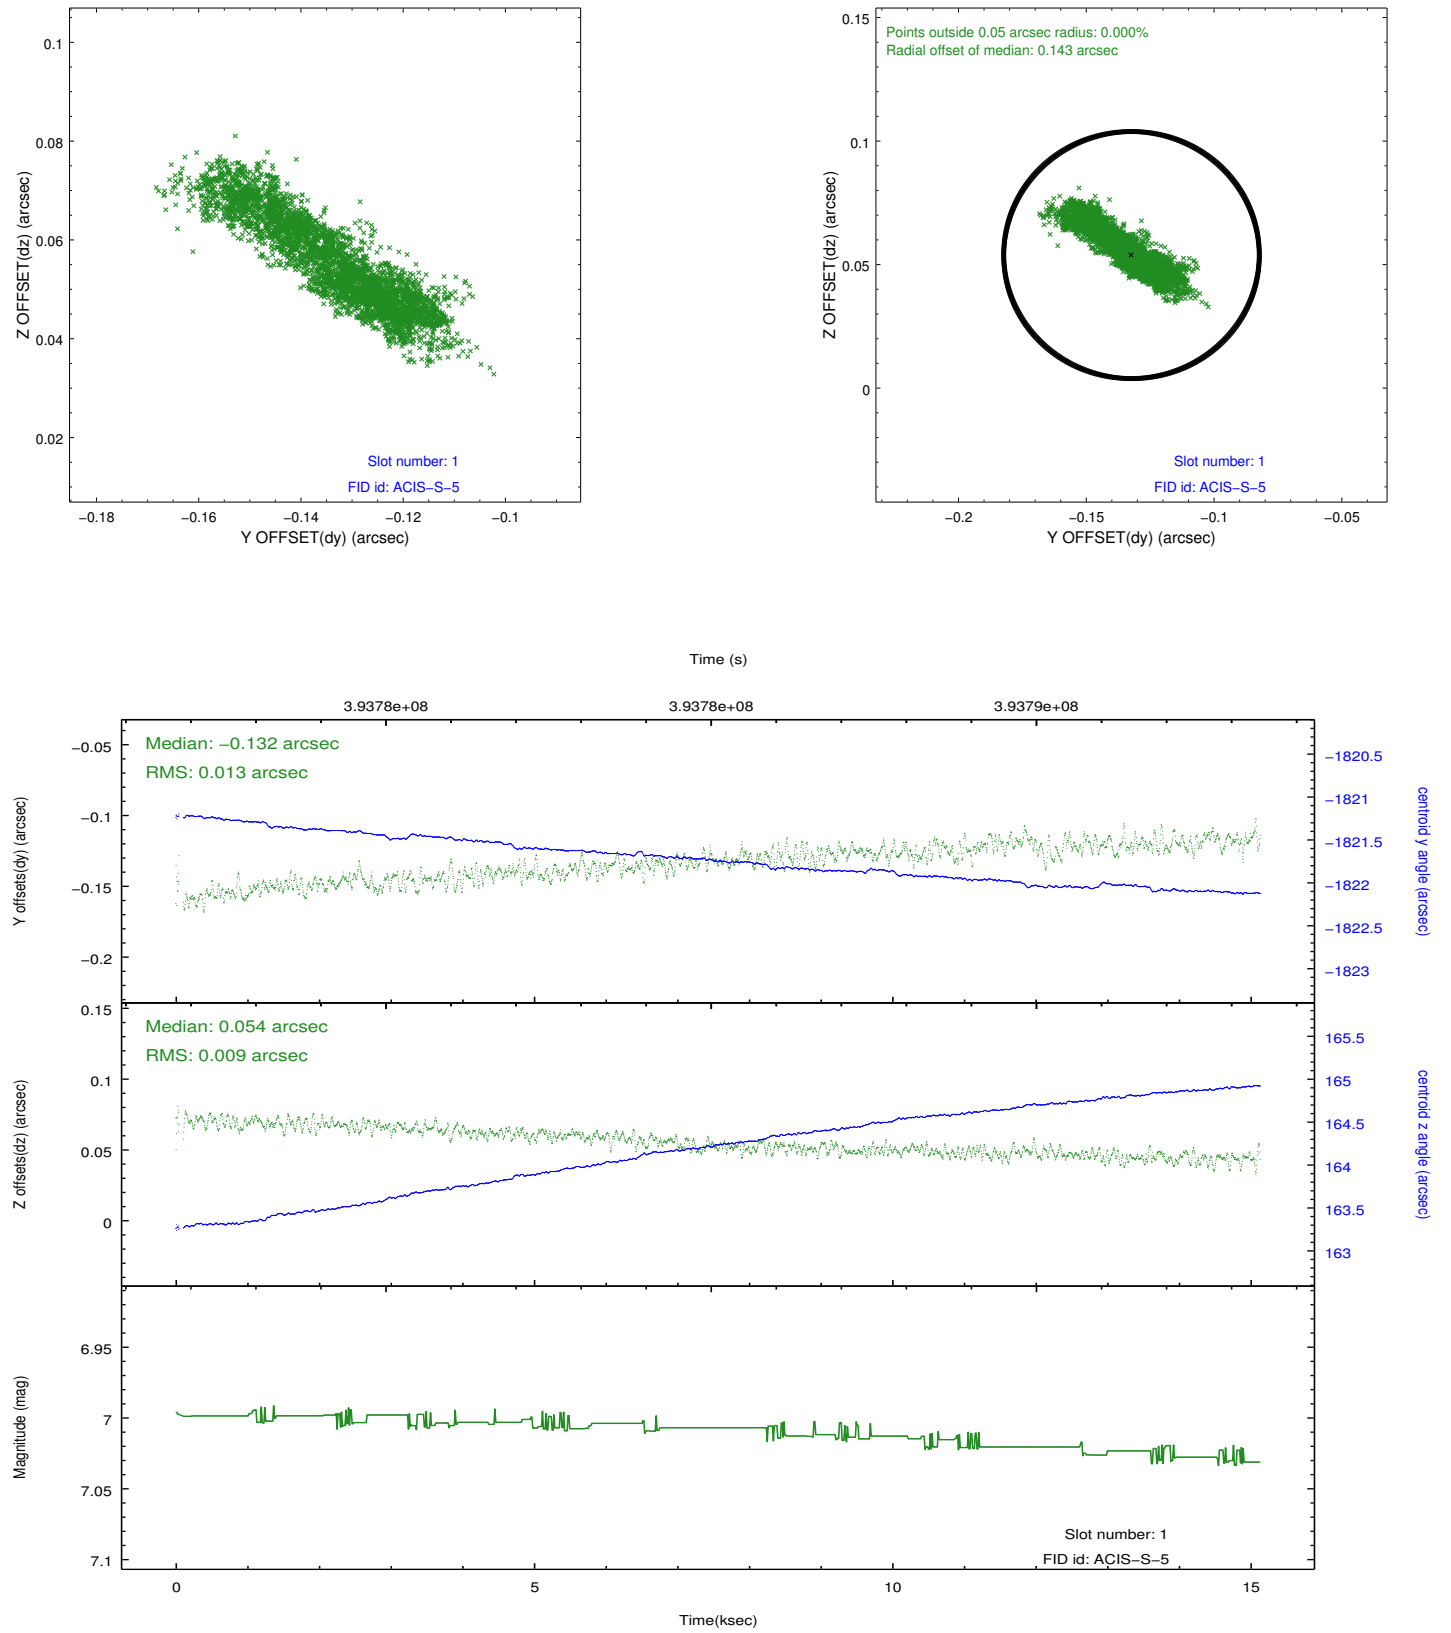 0.1
0.08
0.06
0.04
0.02
Z OFFSET(dz) (arcsec)
Slot number: 1
FID id: ACIS−S−5
−0.18
−0.16
−0.14
−0.12
−0.1
Y OFFSET(dy) (arcsec)
0.15
0.1
0.05
0
Z OFFSET(dz) (arcsec)
Points outside 0.05 arcsec radius: 0.000%
Radial offset of median: 0.143 arcsec
Slot number: 1
FID id: ACIS−S−5
−0.2
−0.15
−0.1
−0.05
Y OFFSET(dy) (arcsec)
Time (s)
3.9378e+08
3.9378e+08
3.9379e+08
Median: −0.132 arcsec
RMS: 0.013 arcsec
−0.05
−0.1
−0.15
−0.2
Y offsets(dy) (arcsec)
−1820.5
−1821
−1821.5
−1822
−1822.5
−1823
centroid y angle (arcsec)
Median: 0.054 arcsec
RMS: 0.009 arcsec
0.15
0.1
0.05
0
Z offsets(dz) (arcsec)
165.5
165
164.5
164
163.5
163
centroid z angle (arcsec)
6.95
7
7.05
7.1
Magnitude (mag)
Slot number: 1
FID id: ACIS−S−5
0
5
10
15
Time(ksec)